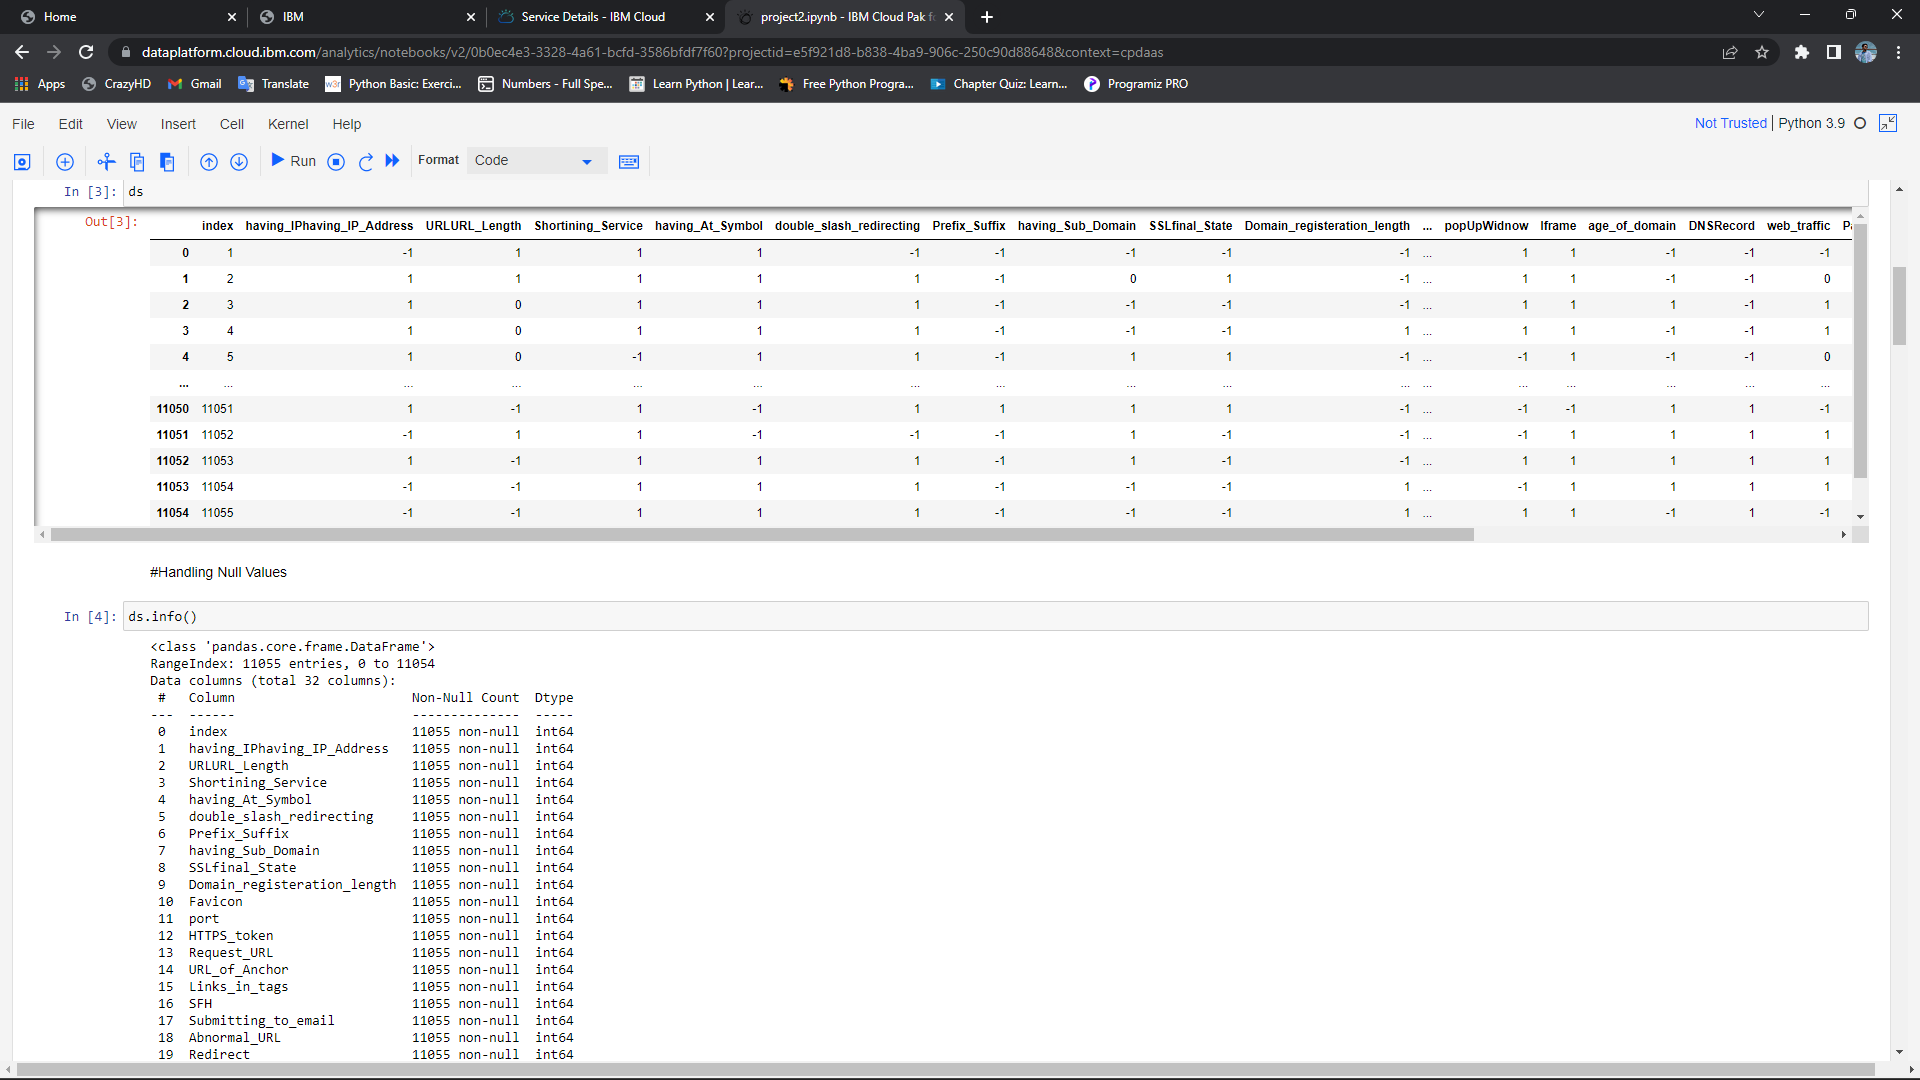 Home IBM Service Details - IBM Cloud project2.ipynb - IBM Cloud Pak f
dataplatform.cloud.ibm.com/analytics/notebooks/v2/0b0ec4e3-3328-4a61-bcfd-3586bfdf7f60?projectid=e5f921d8-b838-4ba9-906c-250c90d88648&context=cpdaas
Apps CrazyHD Gmail Translate Python Basic: Exerci... Numbers - Full Spe... Learn Python | Lear... Free Python Progra... Chapter Quiz: Learn... Programiz PRO
File Edit View Insert Cell Kernel Help Not Trusted | Python 3.9
Run Format Code
In [3]: ds
Out[3]:
index having_IPhaving_IP_Address URLURL_Length Shortining_Service having_At_Symbol double_slash_redirecting Prefix_Suffix having_Sub_Domain SSLfinal_State Domain_registeration_length ... popUpWidnow Iframe age_of_domain DNSRecord web_traffic Pa
0 1 -1 1 1 1 -1 -1 -1 -1 -1 ... 1 1 -1 -1 -1
1 2 1 1 1 1 1 -1 0 1 -1 ... 1 1 -1 -1 0
2 3 1 0 1 1 1 -1 -1 -1 -1 ... 1 1 1 -1 1
3 4 1 0 1 1 1 -1 -1 -1 1 ... 1 1 -1 -1 1
4 5 1 0 -1 1 1 -1 1 1 -1 ... -1 1 -1 -1 0
... ... ... ... ... ... ... ... ... ... ... ... ... ... ... ... ...
11050 11051 1 -1 1 -1 1 1 1 1 -1 ... -1 -1 1 1 -1
11051 11052 -1 1 1 -1 -1 -1 1 -1 -1 ... -1 1 1 1 1
11052 11053 1 -1 1 1 1 -1 1 -1 -1 ... 1 1 1 1 1
11053 11054 -1 -1 1 1 1 -1 -1 -1 1 ... -1 1 1 1 1
11054 11055 -1 -1 1 1 1 -1 -1 -1 1 ... 1 1 -1 1 -1
#Handling Null Values
In [4]: ds.info()
<class 'pandas.core.frame.DataFrame'>
RangeIndex: 11055 entries, 0 to 11054
Data columns (total 32 columns):
# Column Non-Null Count Dtype
--- ------ -------------- -----
0 index 11055 non-null int64
1 having_IPhaving_IP_Address 11055 non-null int64
2 URLURL_Length 11055 non-null int64
3 Shortining_Service 11055 non-null int64
4 having_At_Symbol 11055 non-null int64
5 double_slash_redirecting 11055 non-null int64
6 Prefix_Suffix 11055 non-null int64
7 having_Sub_Domain 11055 non-null int64
8 SSLfinal_State 11055 non-null int64
9 Domain_registeration_length 11055 non-null int64
10 Favicon 11055 non-null int64
11 port 11055 non-null int64
12 HTTPS_token 11055 non-null int64
13 Request_URL 11055 non-null int64
14 URL_of_Anchor 11055 non-null int64
15 Links_in_tags 11055 non-null int64
16 SFH 11055 non-null int64
17 Submitting_to_email 11055 non-null int64
18 Abnormal_URL 11055 non-null int64
19 Redirect 11055 non-null int64